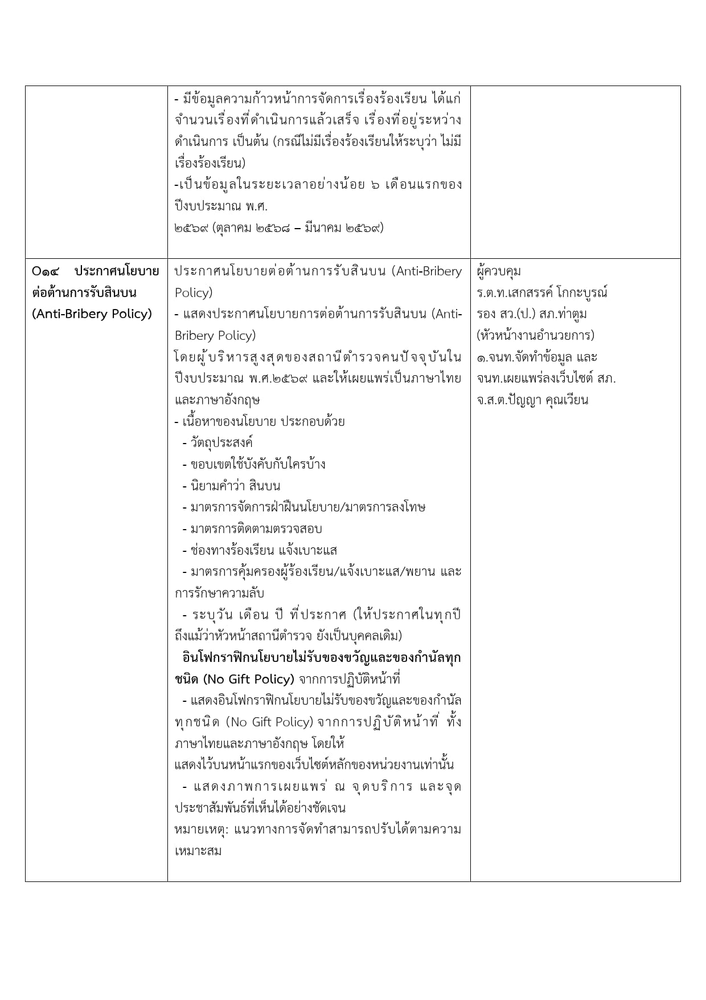 - มีข้อมูลความก้าวหน้าการจัดการเรื่องร้องเรียน ได้แก่
จำนวนเรื่องที่ดำเนินการแล้วเสร็จ เรื่องที่อยู่ระหว่าง
ดำเนินการ เป็นต้น (กรณีไม่มีเรื่องร้องเรียนให้ระบุว่า ไม่มี
เรื่องร้องเรียน)
-เป็นข้อมูลในระยะเวลาอย่างน้อย ๖ เดือนแรกของ
ปีงบประมาณ พ.ศ.
๒๕๖๙ (ตุลาคม ๒๕๖๘ – มีนาคม ๒๕๖๙)
O๑๔ ประกาศนโยบาย
ต่อต้านการรับสินบน
(Anti-Bribery Policy)
ประกาศนโยบายต่อต้านการรับสินบน (Anti-Bribery
Policy)
- แสดงประกาศนโยบายการต่อต้านการรับสินบน (Anti-
Bribery Policy)
โดยผู้บริหารสูงสุดของสถานีตำรวจคนปัจจุบันใน
ปีงบประมาณ พ.ศ.๒๕๖๙ และให้เผยแพร่เป็นภาษาไทย
และภาษาอังกฤษ
- เนื้อหาของนโยบาย ประกอบด้วย
- วัตถุประสงค์
- ขอบเขตใช้บังคับกับใครบ้าง
- นิยามคำว่า สินบน
- มาตรการจัดการฝ่าฝืนนโยบาย/มาตรการลงโทษ
- มาตรการติดตามตรวจสอบ
- ช่องทางร้องเรียน แจ้งเบาะแส
- มาตรการคุ้มครองผู้ร้องเรียน/แจ้งเบาะแส/พยาน และ
การรักษาความลับ
- ระบุวัน เดือน ปี ที่ประกาศ (ให้ประกาศในทุกปี
ถึงแม้ว่าหัวหน้าสถานีตำรวจ ยังเป็นบุคคลเดิม)
อินโฟกราฟิกนโยบายไม่รับของขวัญและของกำนัลทุก
ชนิด (No Gift Policy) จากการปฏิบัติหน้าที่
- แสดงอินโฟกราฟิกนโยบายไม่รับของขวัญและของกำนัล
ทุกชนิด (No Gift Policy) จากการปฏิบัติหน้าที่ ทั้ง
ภาษาไทยและภาษาอังกฤษ โดยให้
แสดงไว้บนหน้าแรกของเว็บไซต์หลักของหน่วยงานเท่านั้น
- แสดงภาพการเผยแพร่ ณ จุดบริการ และจุด
ประชาสัมพันธ์ที่เห็นได้อย่างชัดเจน
หมายเหตุ: แนวทางการจัดทำสามารถปรับได้ตามความ
เหมาะสม
ผู้ควบคุม
ร.ต.ท.เสกสรรค์ โกกะบูรณ์
รอง สว.(ป.) สภ.ท่าตูม
(หัวหน้างานอำนวยการ)
๑.จนท.จัดทำข้อมูล และ
จนท.เผยแพร่ลงเว็บไซต์ สภ.
จ.ส.ต.ปัญญา คุณเวียน